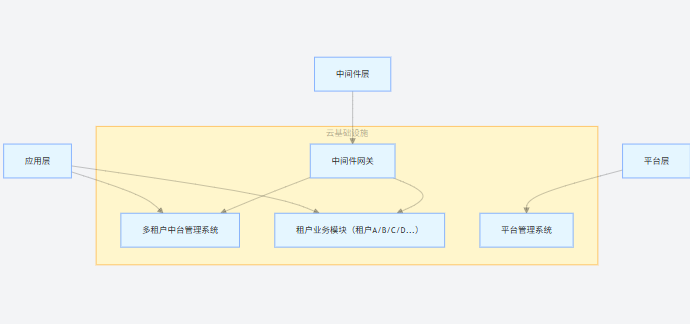 中间件层
云基础设施
应用层
中间件网关
平台层
多租户中台管理系统
租户业务模块（租户A/B/C/D...）
平台管理系统